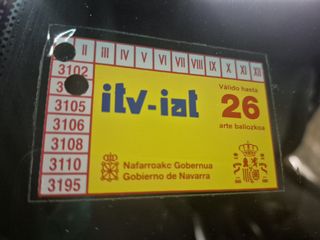 II III IV V VI VII VIII IX X XI XII
3102
3105
3106
3108
3110
3195
itv-iat
Válido hasta
26
arte baliozkoa
Nafarroako Gobernua
Gobierno de Navarra